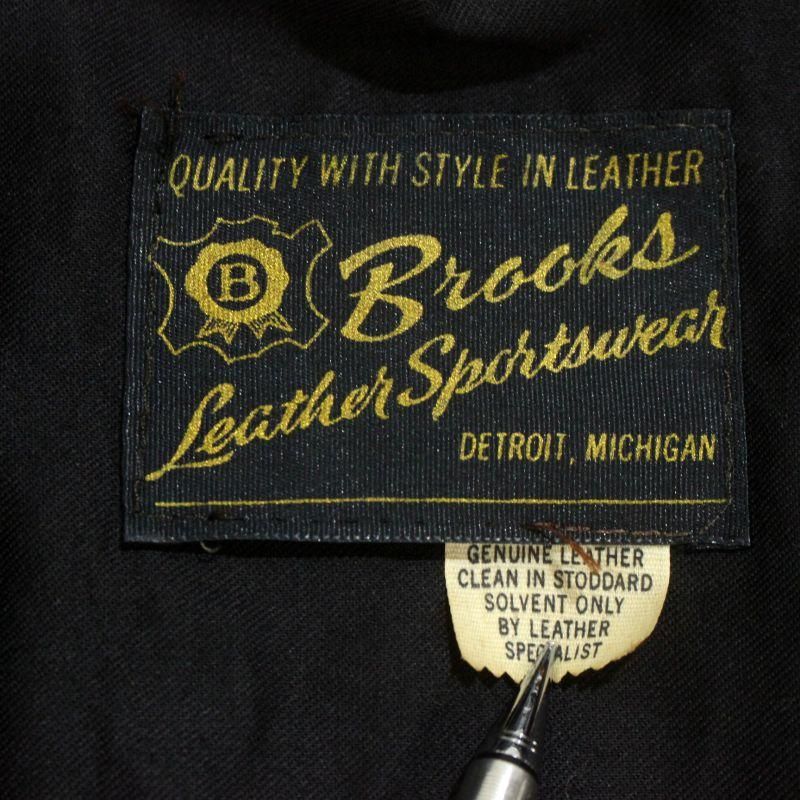 QUALITY WITH STYLE IN LEATHER
B
Brooks
Leather Sportswear
DETROIT, MICHIGAN
GENUINE LEATHER
CLEAN IN STODDARD
SOLVENT ONLY
BY LEATHER
SPECIALIST